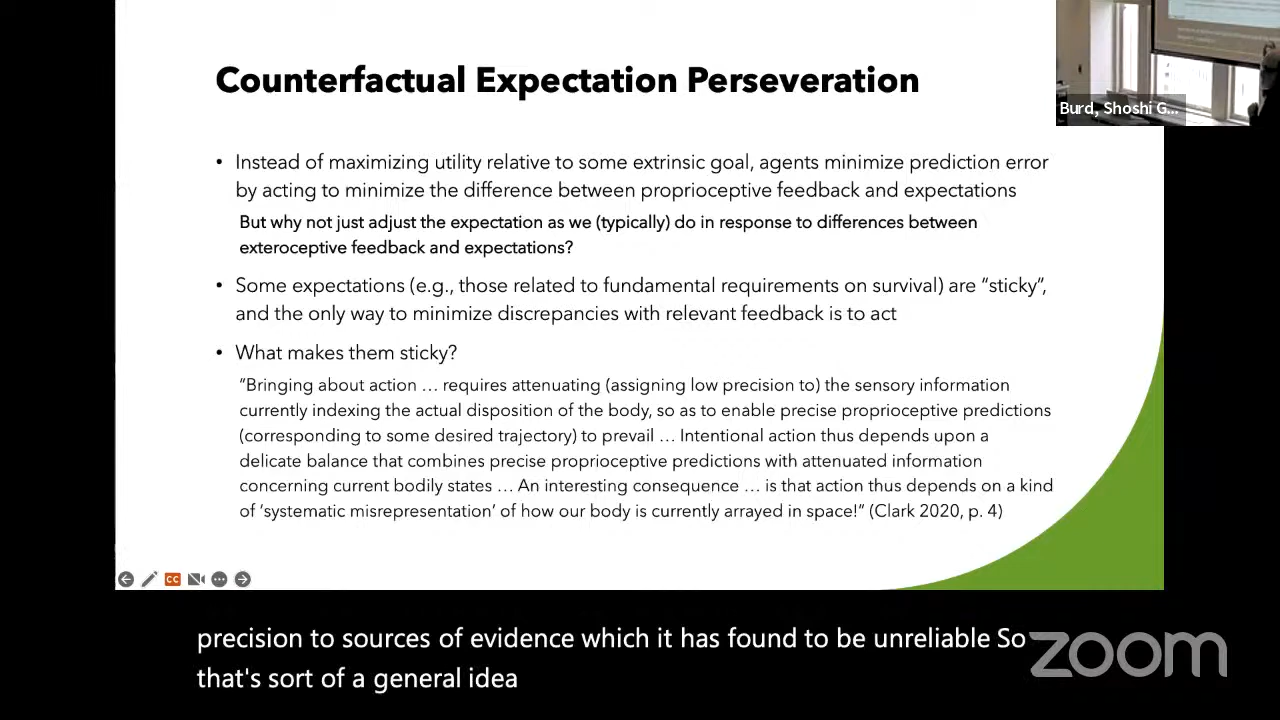 Counterfactual Expectation Perseveration
Burd, Shoshi G...
• Instead of maximizing utility relative to some extrinsic goal, agents minimize prediction error
by acting to minimize the difference between proprioceptive feedback and expectations
But why not just adjust the expectation as we (typically) do in response to differences between
exteroceptive feedback and expectations?
• Some expectations (e.g., those related to fundamental requirements on survival) are “sticky”,
and the only way to minimize discrepancies with relevant feedback is to act
• What makes them sticky?
“Bringing about action … requires attenuating (assigning low precision to) the sensory information
currently indexing the actual disposition of the body, so as to enable precise proprioceptive predictions
(corresponding to some desired trajectory) to prevail … Intentional action thus depends upon a
delicate balance that combines precise proprioceptive predictions with attenuated information
concerning current bodily states … An interesting consequence … is that action thus depends on a kind
of ‘systematic misrepresentation’ of how our body is currently arrayed in space!” (Clark 2020, p. 4)
CC
precision to sources of evidence which it has found to be unreliable So
that's sort of a general idea
zoom